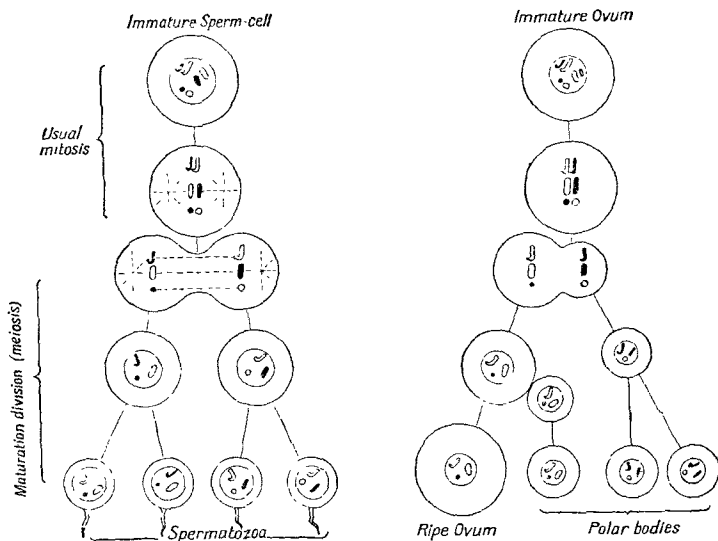 Immature Sperm-cell
Immature Ovum
Usual
mitosis
Maturation division (meiosis)
Spermatozoa
Ripe Ovum
Polar bodies